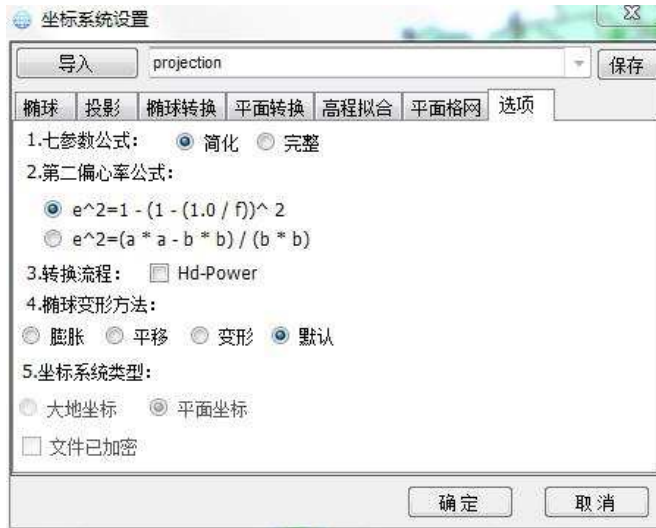 坐标系统设置
导入 projection 保存
椭球 投影 椭球转换 平面转换 高程拟合 平面格网 选项
1.七参数公式: 简化 完整
2.第二偏心率公式:
e^2=1 - (1 - (1.0 / f))^ 2
e^2=(a * a - b * b) / (b * b)
3.转换流程: Hd-Power
4.椭球变形方法:
膨胀 平移 变形 默认
5.坐标系统类型:
大地坐标 平面坐标
文件已加密
确定 取消